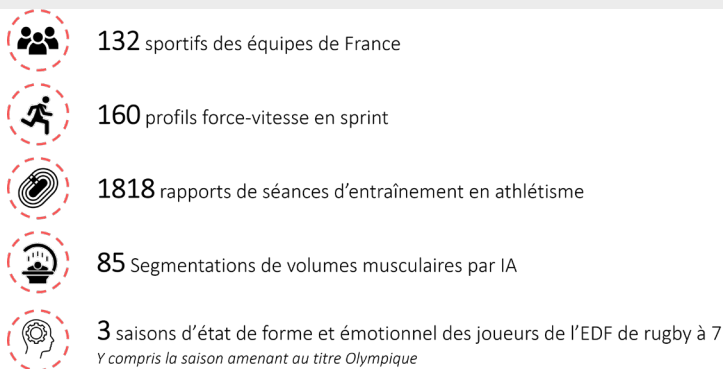 132 sportifs des équipes de France
160 profils force-vitesse en sprint
1818 rapports de séances d’entraînement en athlétisme
85 Segmentations de volumes musculaires par IA
3 saisons d’état de forme et émotionnel des joueurs de l’EDF de rugby à 7
Y compris la saison amenant au titre Olympique